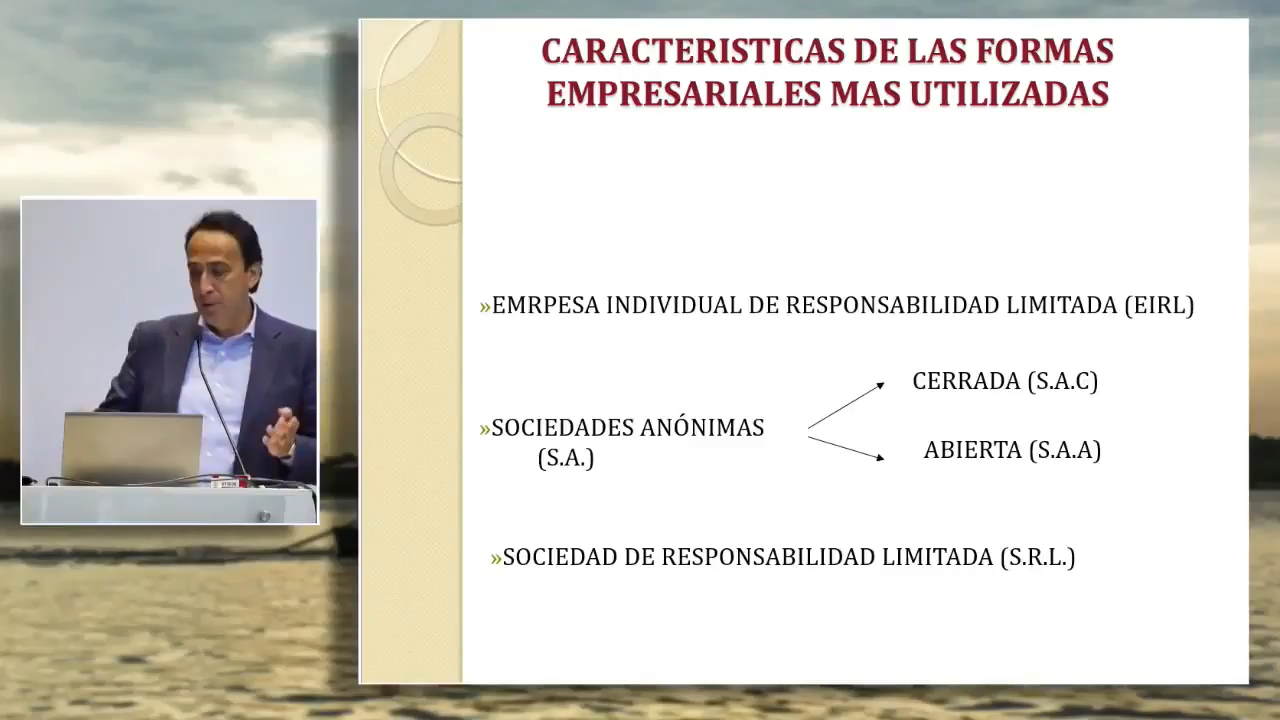 CARACTERISTICAS DE LAS FORMAS
EMPRESARIALES MAS UTILIZADAS
»EMRPESA INDIVIDUAL DE RESPONSABILIDAD LIMITADA (EIRL)
CERRADA (S.A.C)
»SOCIEDADES ANÓNIMAS
(S.A.)
ABIERTA (S.A.A)
»SOCIEDAD DE RESPONSABILIDAD LIMITADA (S.R.L.)